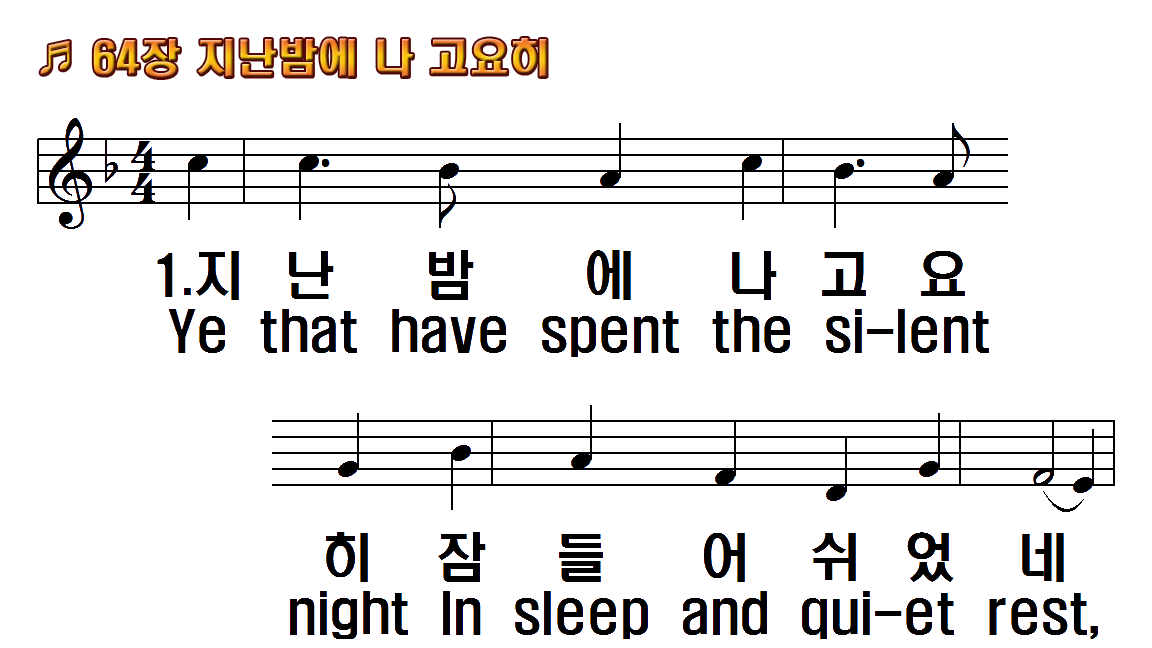 ♬ 64장 지난밤에 나 고요히
1.지 난 밤 에 나 고 요
Ye that have spent the si-lent
히 잠 들 어 쉬 었 네
night In sleep and qui-et rest,